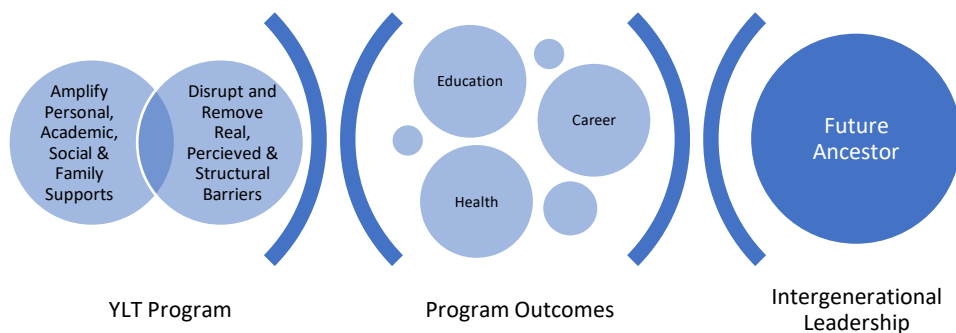 Amplify
Personal,
Academic,
Social &
Family
Supports
Disrupt and
Remove
Real,
Percieved &
Structural
Barriers
YLT Program
Education
Career
Health
Program Outcomes
Future
Ancestor
Intergenerational
Leadership